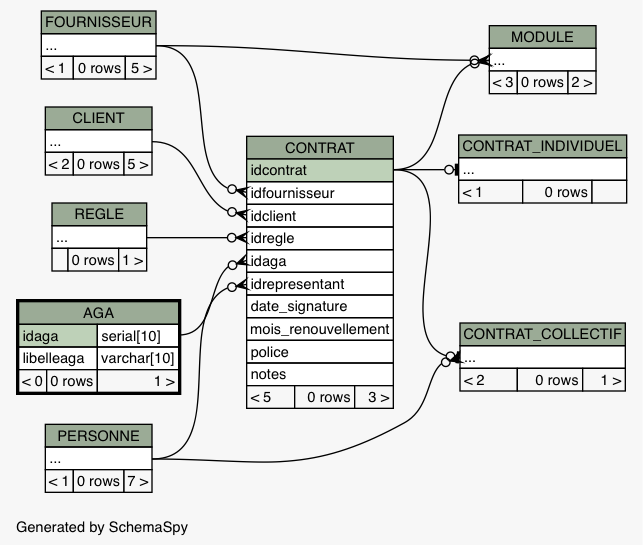 FOURNISSEUR
...
< 1 0 rows 5 >
MODULE
...
< 3 0 rows 2 >
CLIENT
...
< 2 0 rows 5 >
CONTRAT
idcontrat
idfournisseur
idclient
idregle
idaga
idrepresentant
date_signature
mois_renouvellement
police
notes
< 5 0 rows 3 >
CONTRAT_INDIVIDUEL
...
< 1 0 rows
REGLE
...
0 rows 1 >
AGA
idaga serial[10]
libelleaga varchar[10]
< 0 0 rows 1 >
CONTRAT_COLLECTIF
...
< 2 0 rows 1 >
PERSONNE
...
< 1 0 rows 7 >
Generated by SchemaSpy